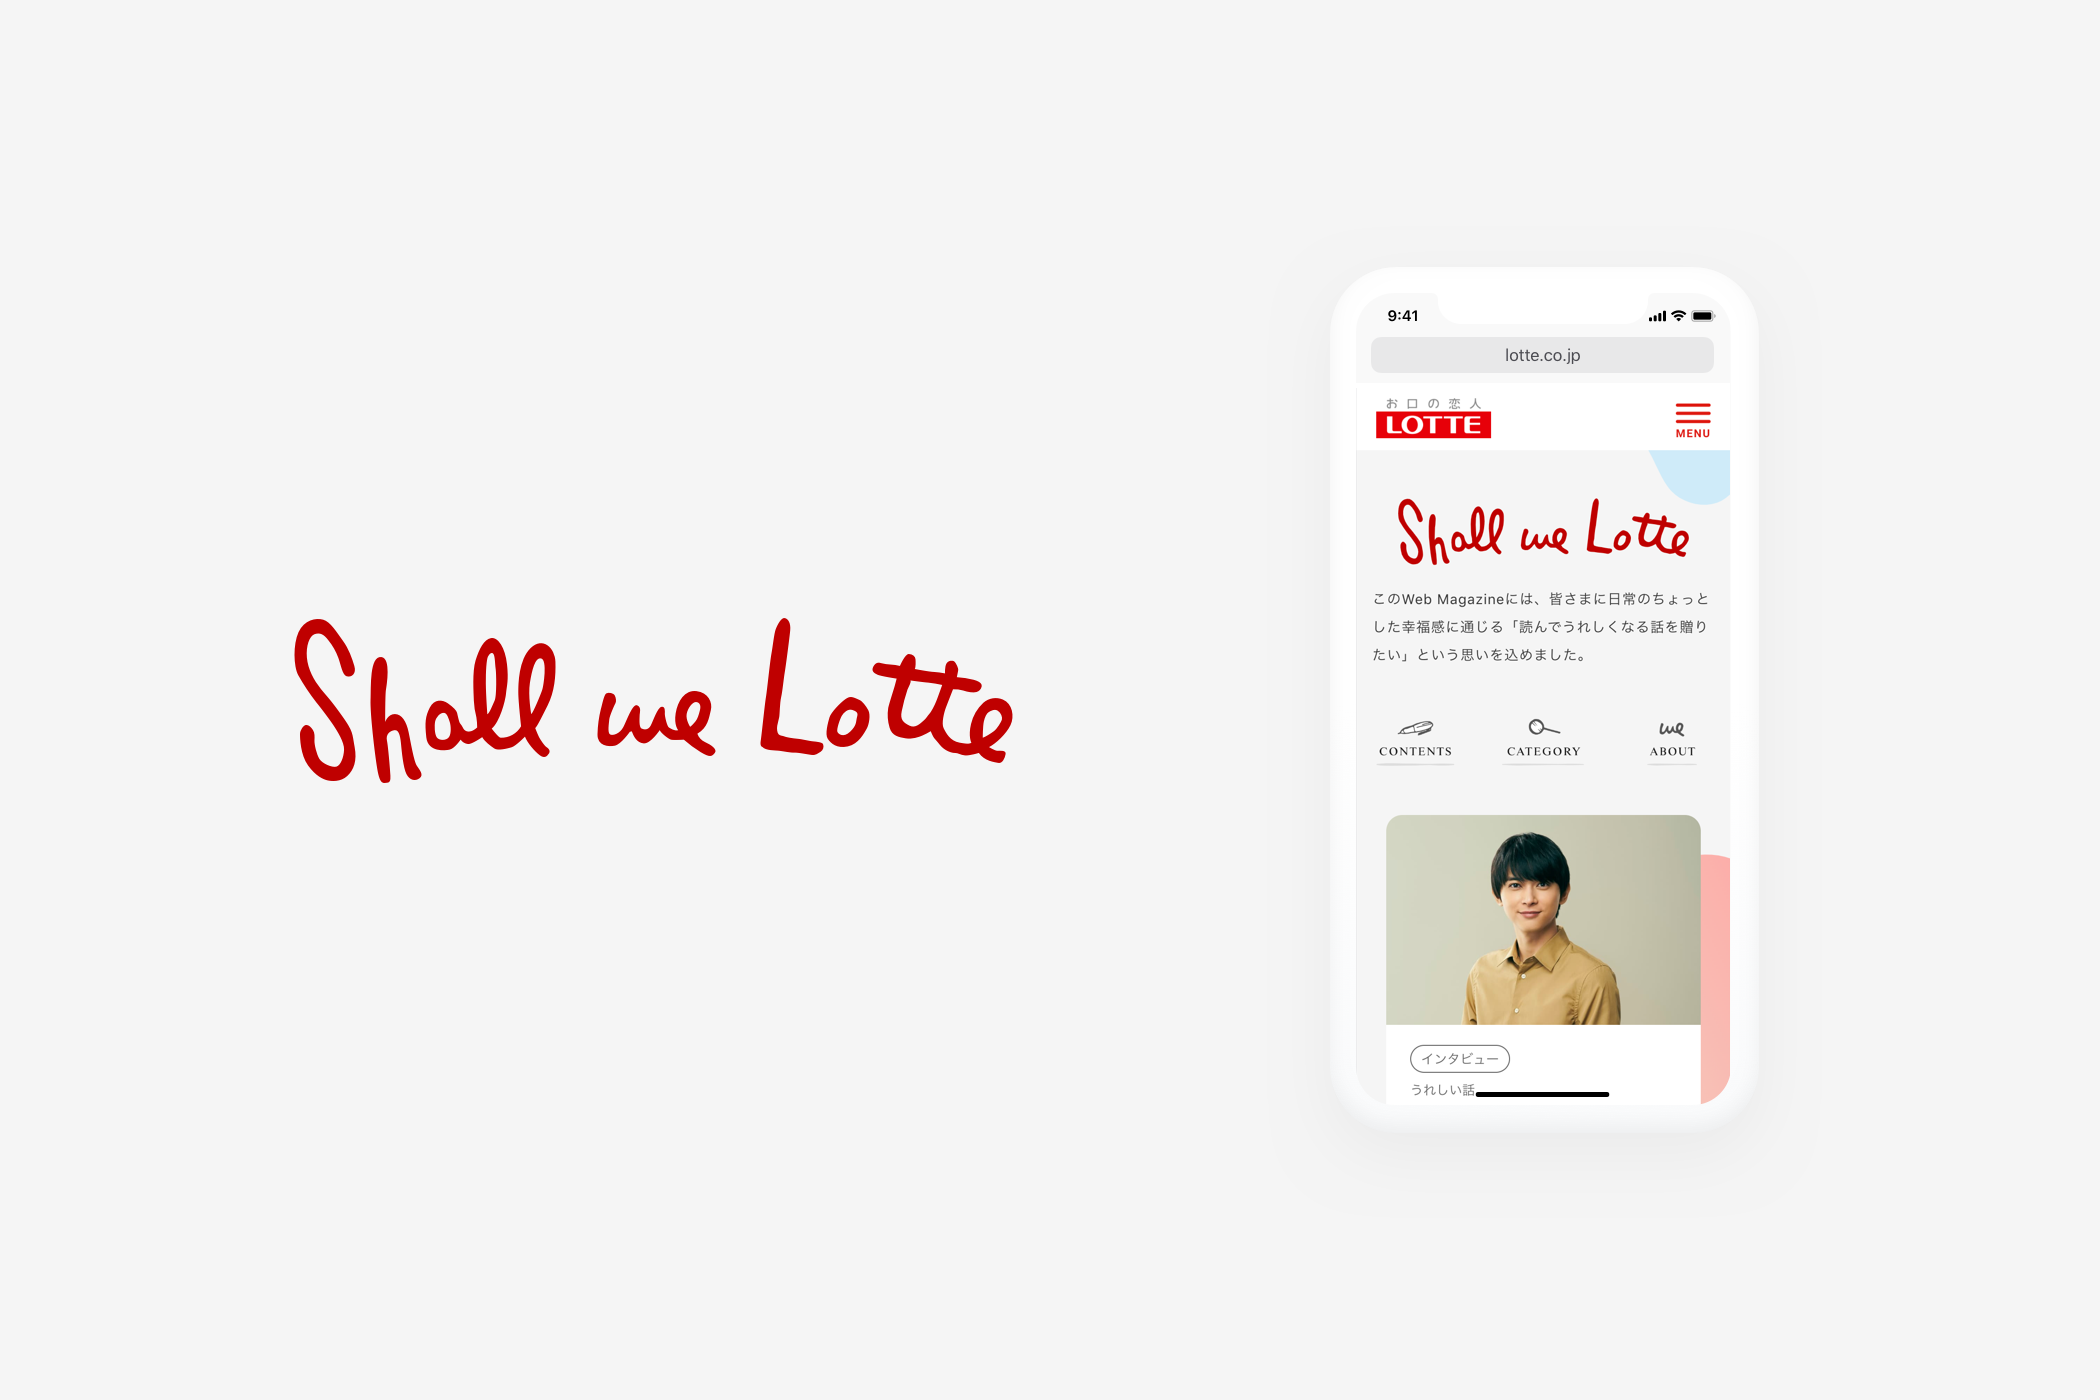 Shall we Lotte
9:41
lotte.co.jp
お口の恋人
LOTTE
MENU
Shall we Lotte
このWeb Magazineには、皆さまに日常のちょっと
した幸福感に通じる「読んでうれしくなる話を贈り
たい」という思いを込めました。
we
CONTENTS CATEGORY ABOUT
インタビュー
うれしい話